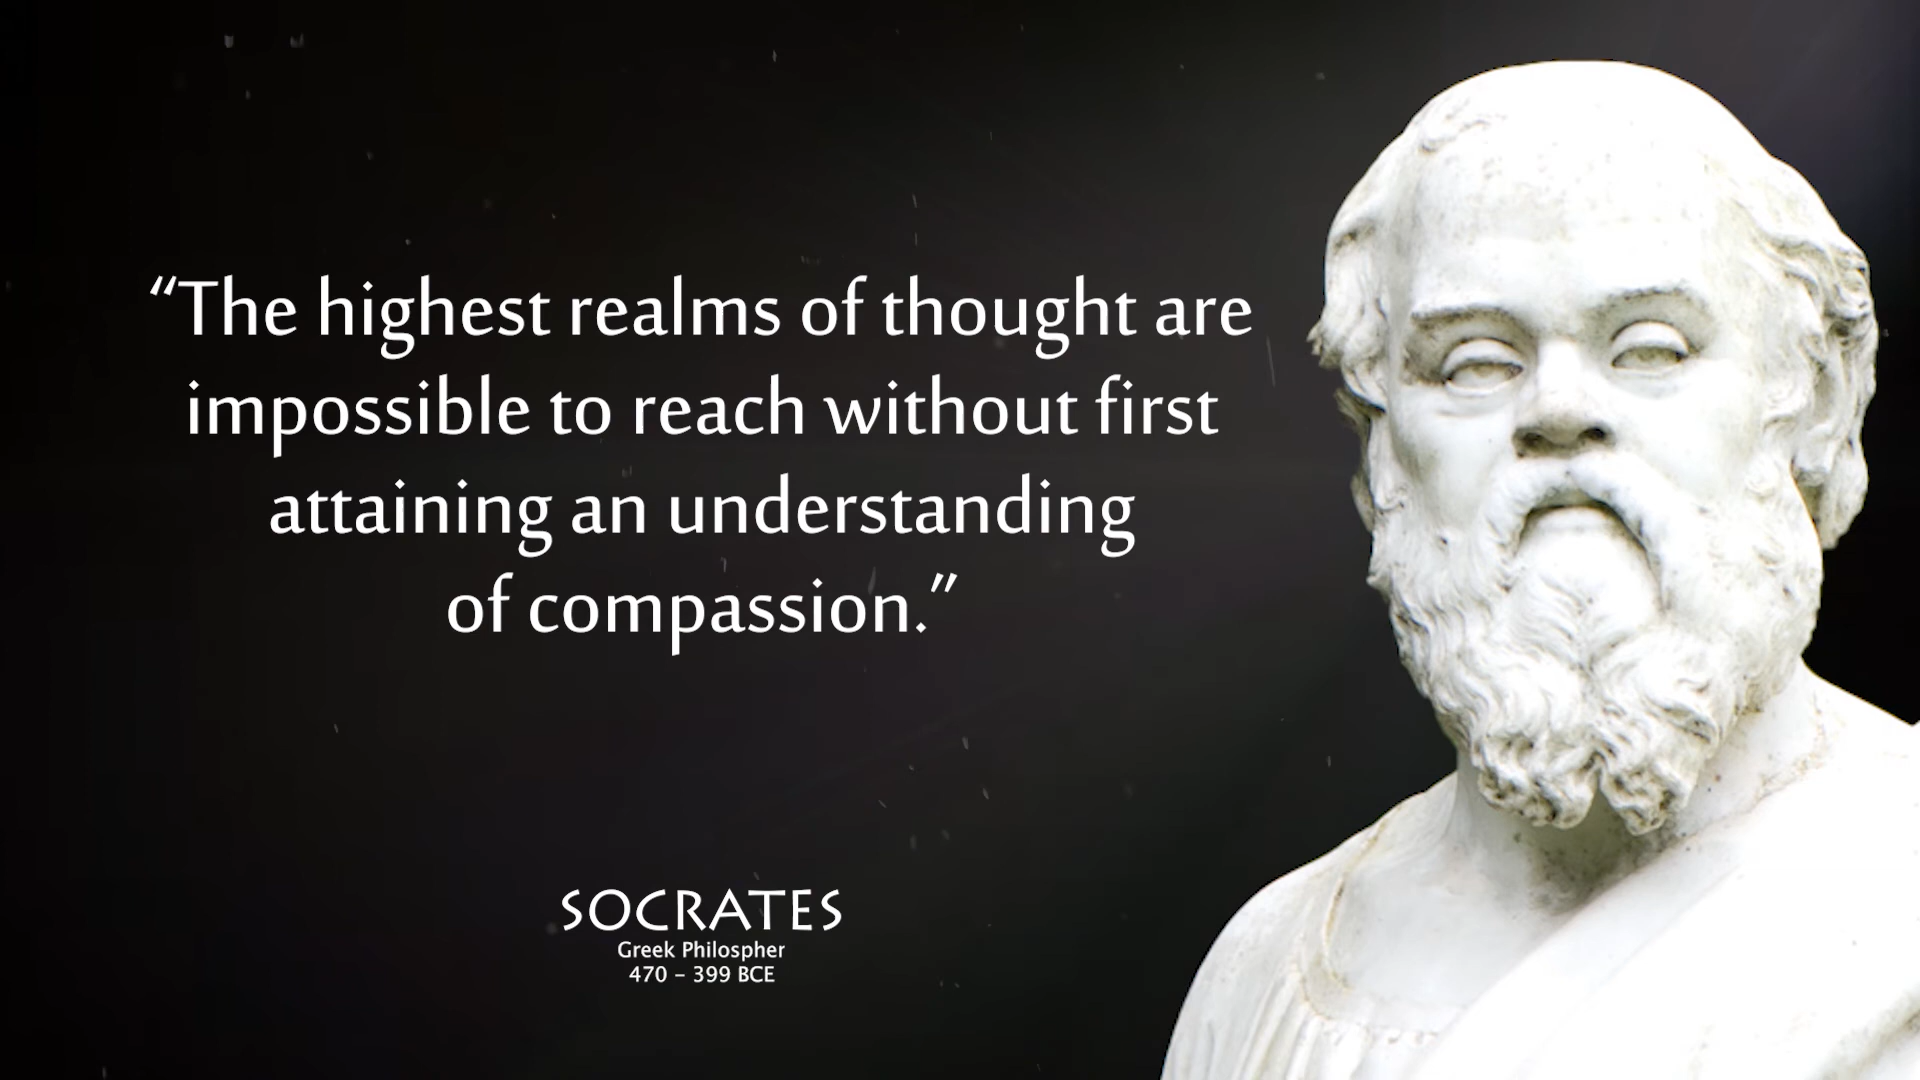 “The highest realms of thought are
impossible to reach without first
attaining an understanding
of compassion.”
SOCRATES
Greek Philospher
470 – 399 BCE